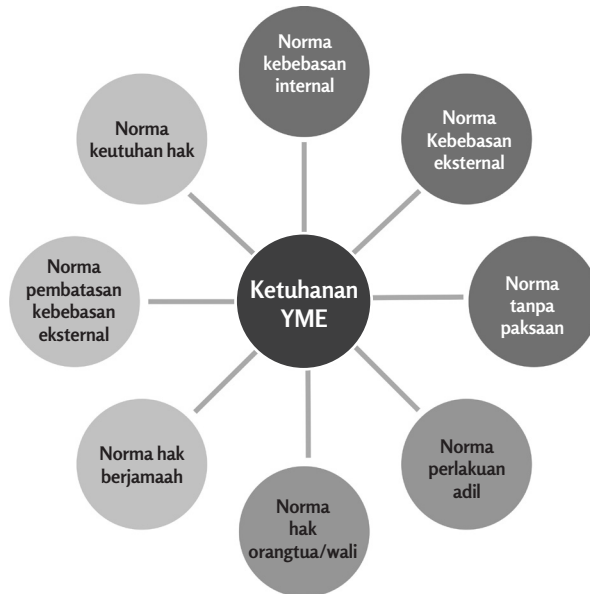 Norma
kebebasan
internal
Norma
Kebebasan
eksternal
Norma
tanpa
paksaan
Norma
perlakuan
adil
Norma
hak
orangtua/wali
Norma hak
berjamaah
Norma
pembatasan
kebebasan
eksternal
Norma
keutuhan hak
Ketuhanan
YME